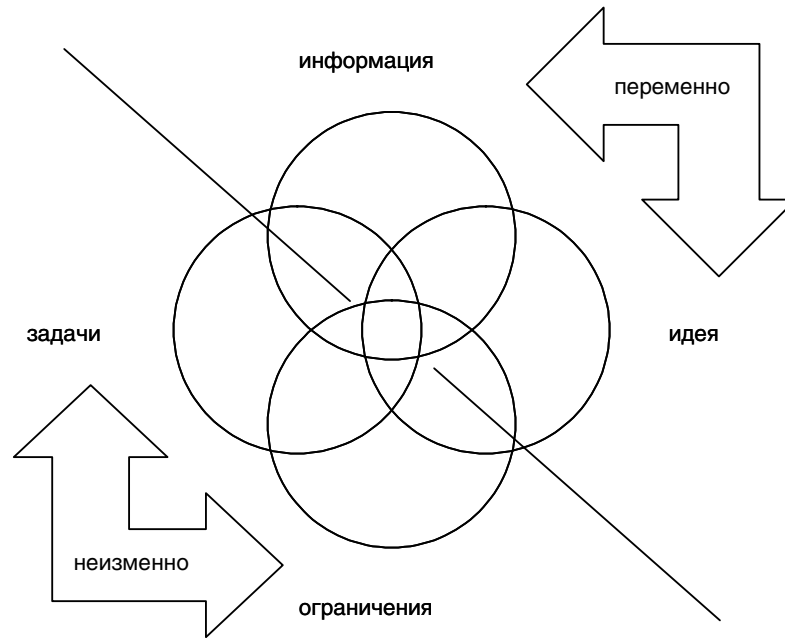 информация
переменно
задачи
идея
неизменно
ограничения